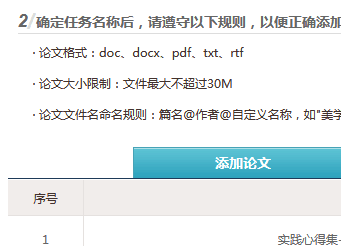 2/确定任务名称后，请遵守以下规则，以便正确添加
· 论文格式：doc、docx、pdf、txt、rtf
· 论文大小限制：文件最大不超过30M
· 论文文件名命名规则：篇名@作者@自定义名称，如"美学
添加论文
序号
1 实践心得集-